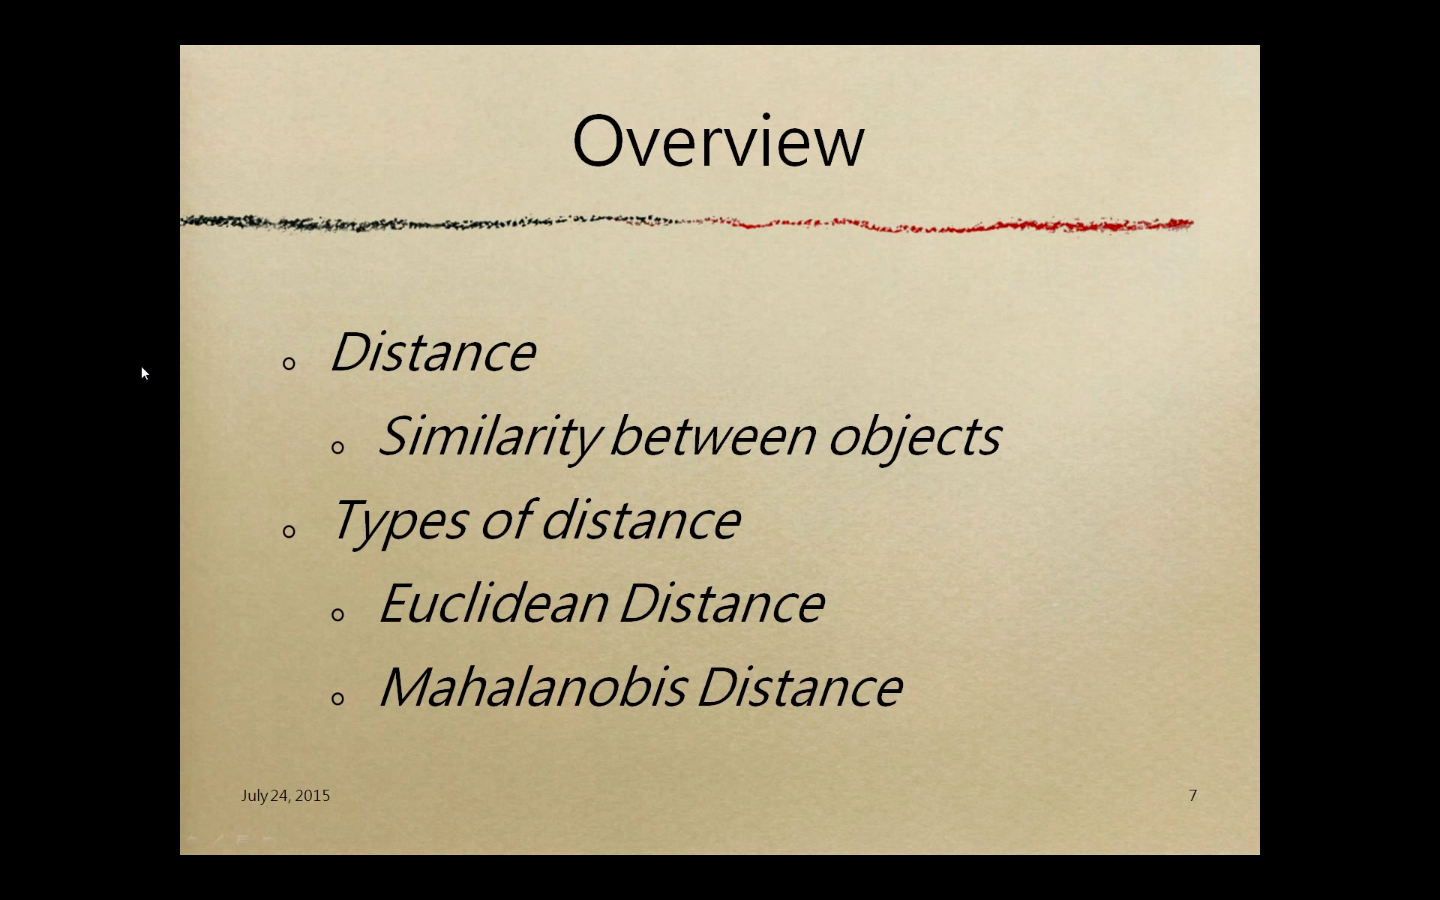 Overview
Distance
Similarity between objects
Types of distance
Euclidean Distance
Mahalanobis Distance
July 24, 2015
7